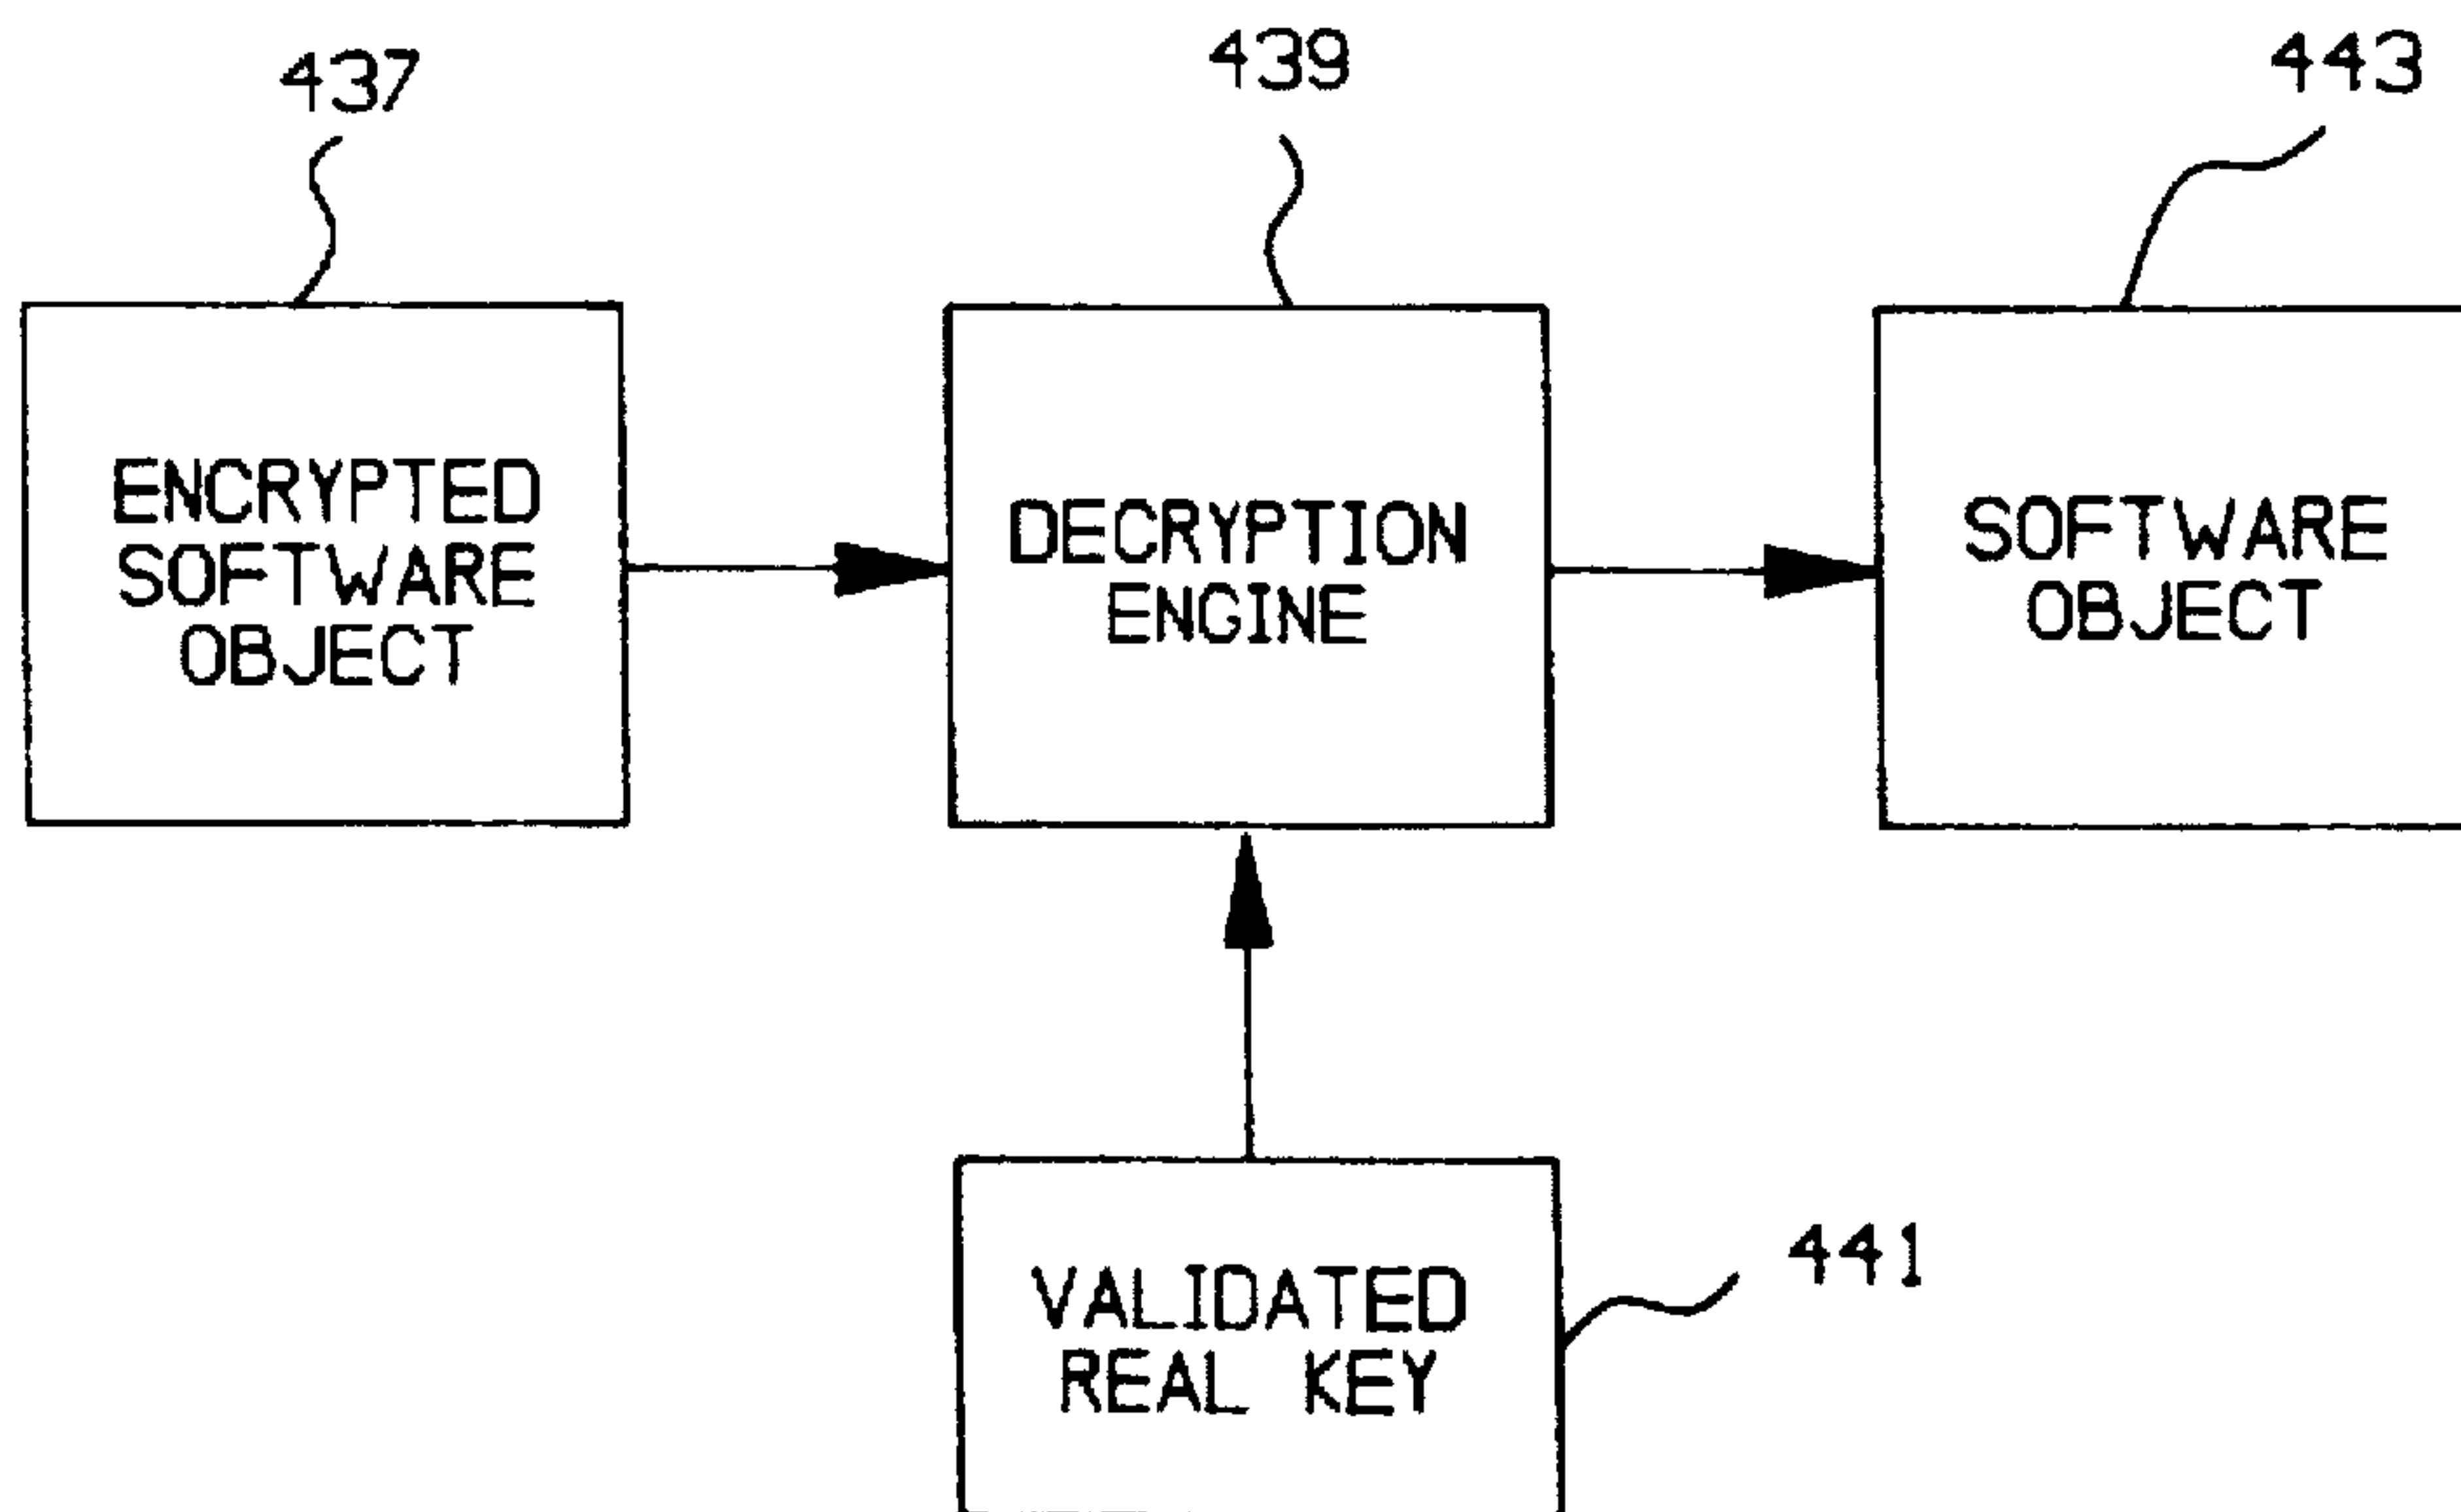 437
439
443
ENCRYPTED
SOFTWARE
OBJECT
DECRYPTION
ENGINE
SOFTWARE
OBJECT
VALIDATED
REAL KEY
441